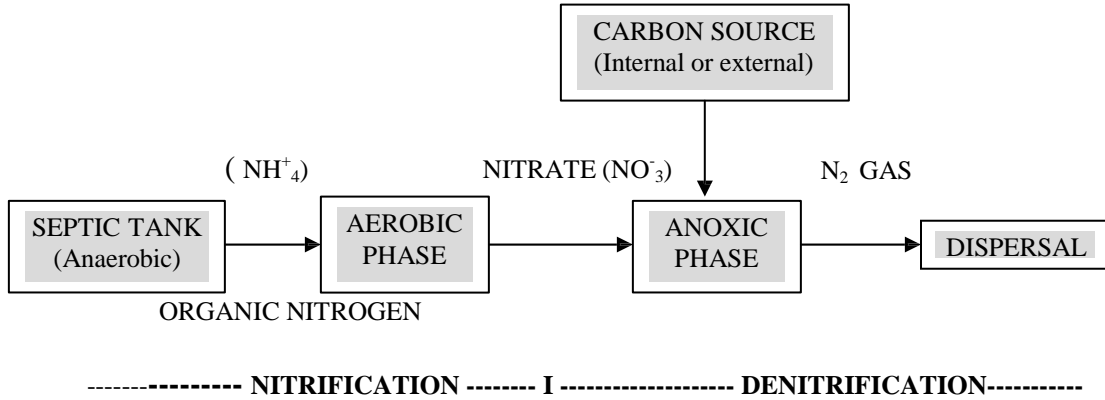 CARBON SOURCE
(Internal or external)
( NH⁺₄)
NITRATE (NO⁻₃)
N₂ GAS
SEPTIC TANK
(Anaerobic)
AEROBIC
PHASE
ANOXIC
PHASE
DISPERSAL
ORGANIC NITROGEN
---------------- NITRIFICATION -------- I -------------------- DENITRIFICATION-----------